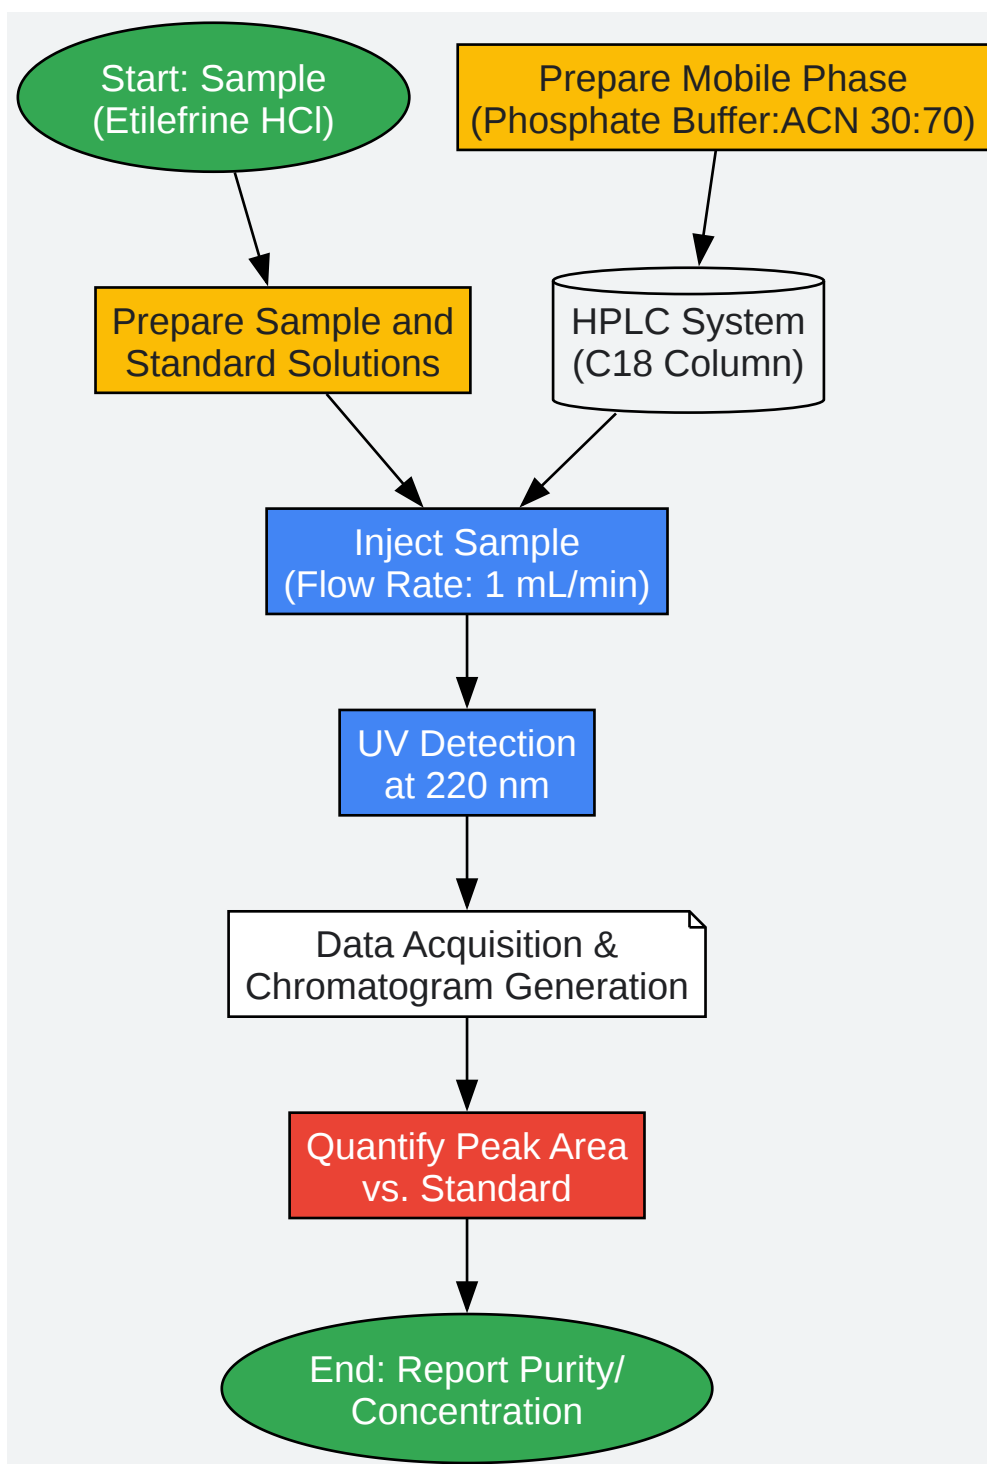 Start: Sample
(Etilefrine HCl)
Prepare Mobile Phase
(Phosphate Buffer:ACN 30:70)
Prepare Sample and
Standard Solutions
HPLC System
(C18 Column)
Inject Sample
(Flow Rate: 1 mL/min)
UV Detection
at 220 nm
Data Acquisition &
Chromatogram Generation
Quantify Peak Area
vs. Standard
End: Report Purity/
Concentration